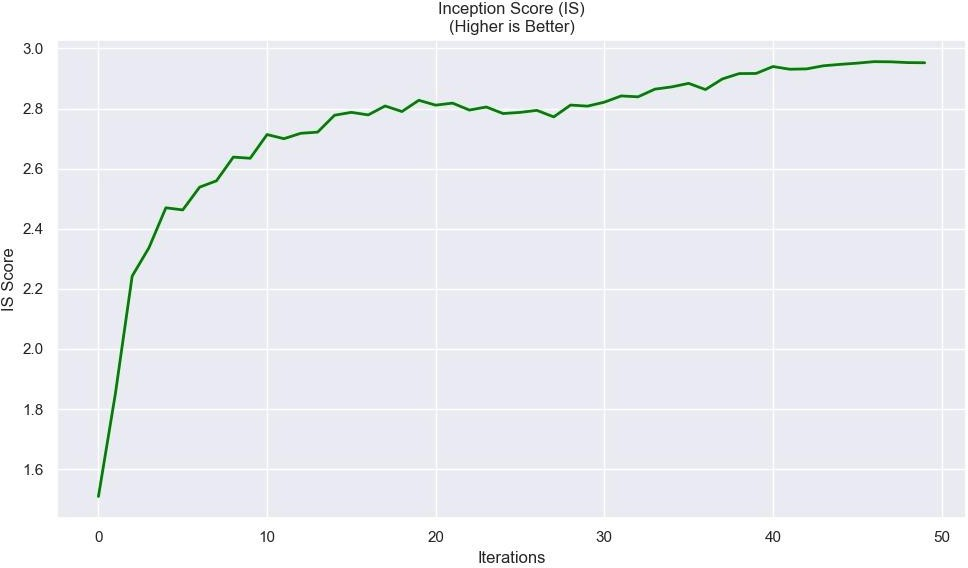 Inception Score (IS)
(Higher is Better)
3.0
2.8
2.6
2.4
2.2
2.0
1.8
1.6
IS Score
0 10 20 30 40 50
Iterations